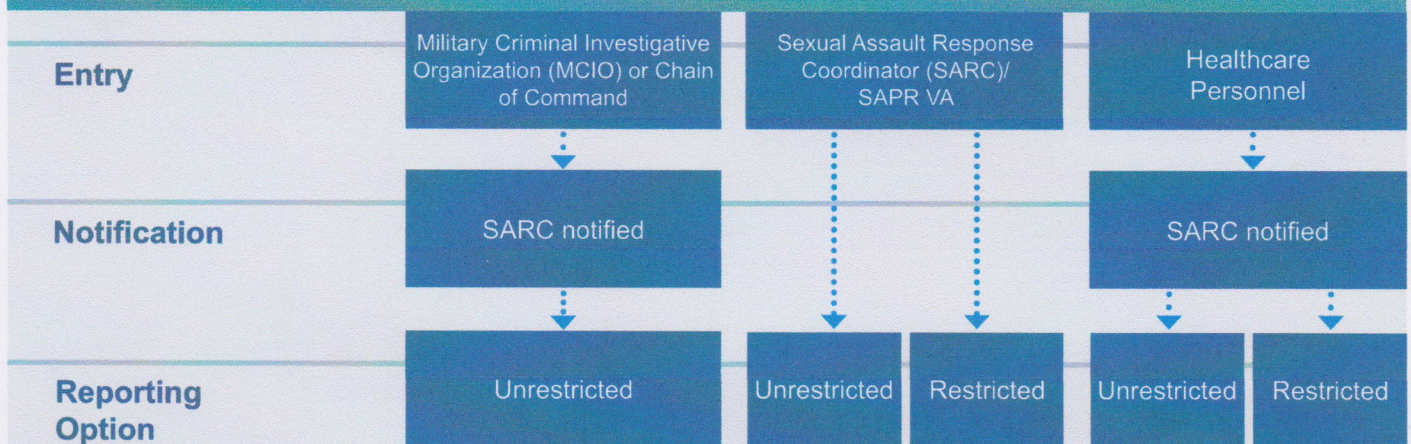 Entry
Military Criminal Investigative
Organization (MCIO) or Chain
of Command
Sexual Assault Response
Coordinator (SARC)/
SAPR VA
Healthcare
Personnel
Notification
SARC notified
SARC notified
Reporting
Option
Unrestricted
Unrestricted
Restricted
Unrestricted
Restricted